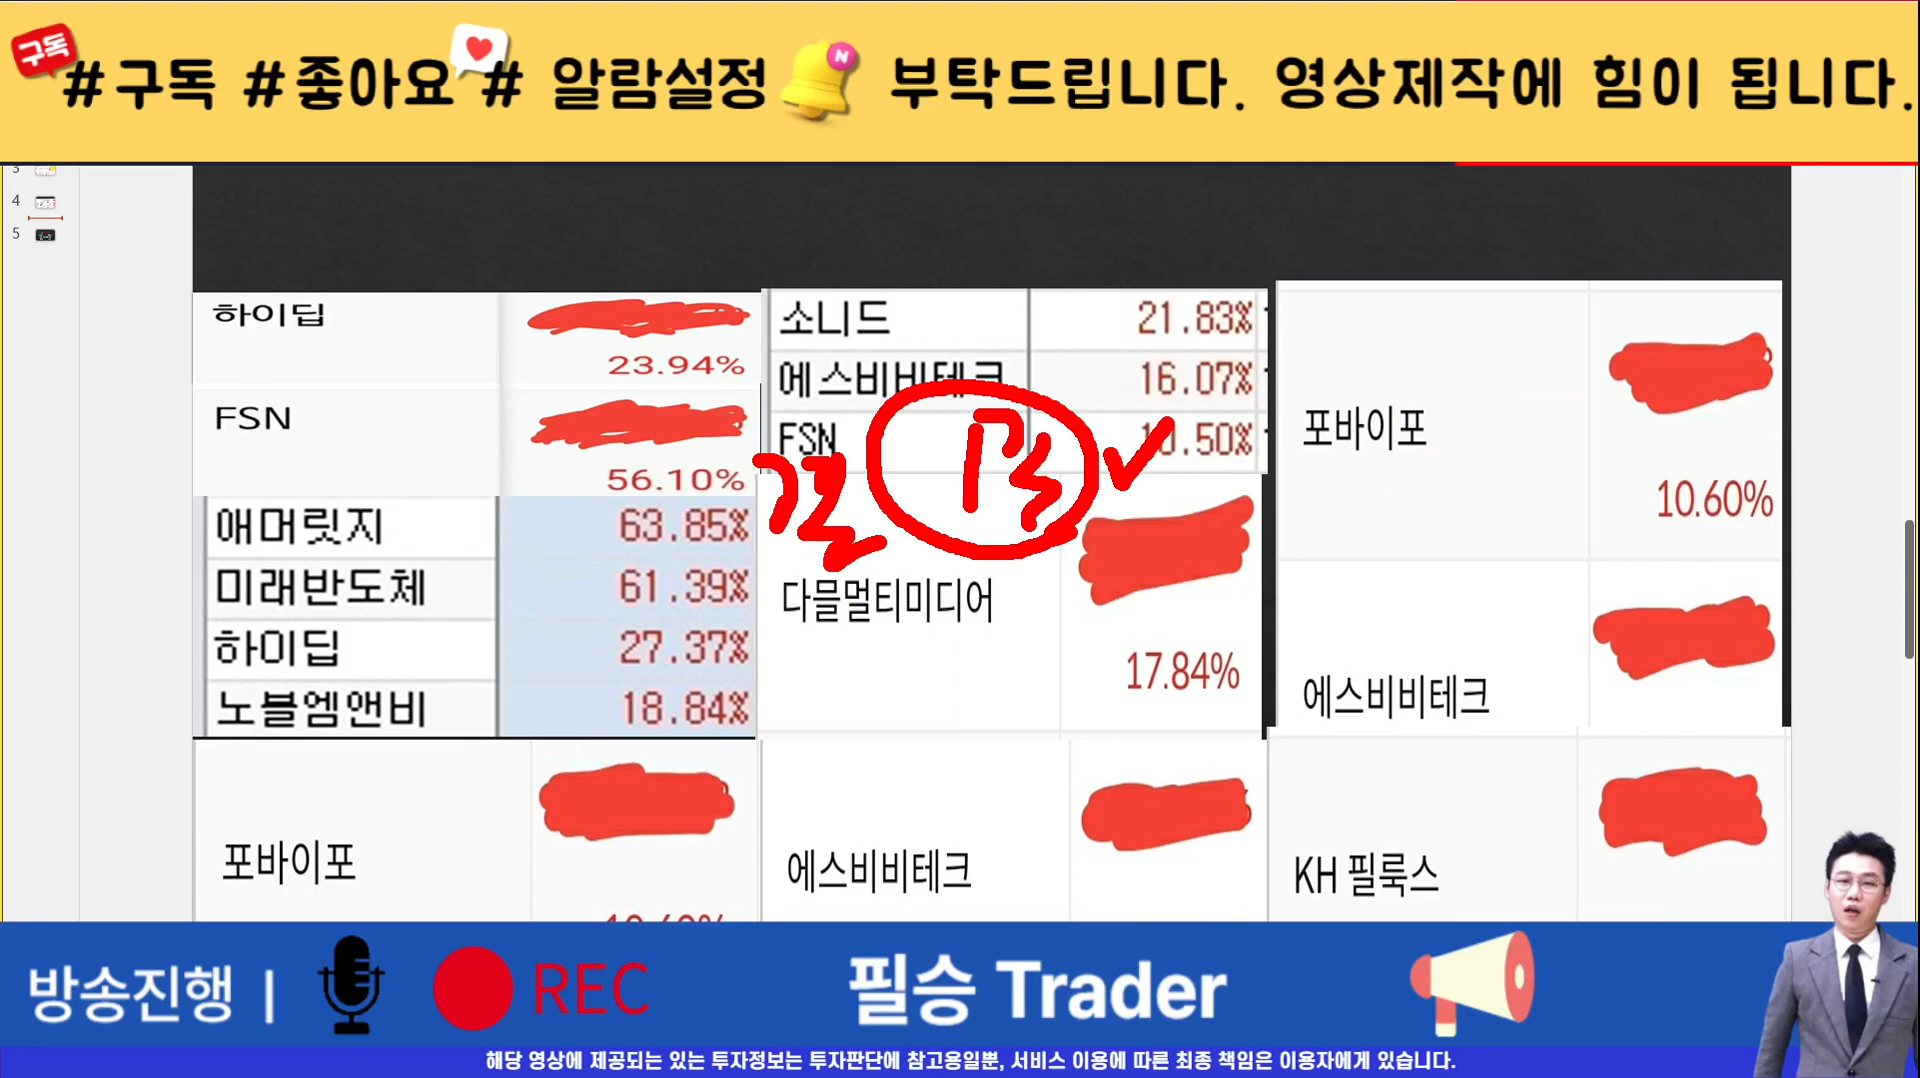 구독
#구독 #좋아요 # 알람설정 N 부탁드립니다. 영상제작에 힘이 됩니다.
3
4
5
하이딥
23.94%
FSN
56.10%
애머릿지 63.85%
미래반도체 61.39%
하이딥 27.37%
노블엠앤비 18.84%
소니드 21.83%
에스비비테크 16.07%
FSN 10.50%
다믈멀티미디어
17.84%
포바이포
10.60%
에스비비테크
포바이포
에스비비테크
KH 필룩스
방송진행 | REC 필승 Trader
해당 영상에 제공되는 있는 투자정보는 투자판단에 참고용일뿐, 서비스 이용에 따른 최종 책임은 이용자에게 있습니다.